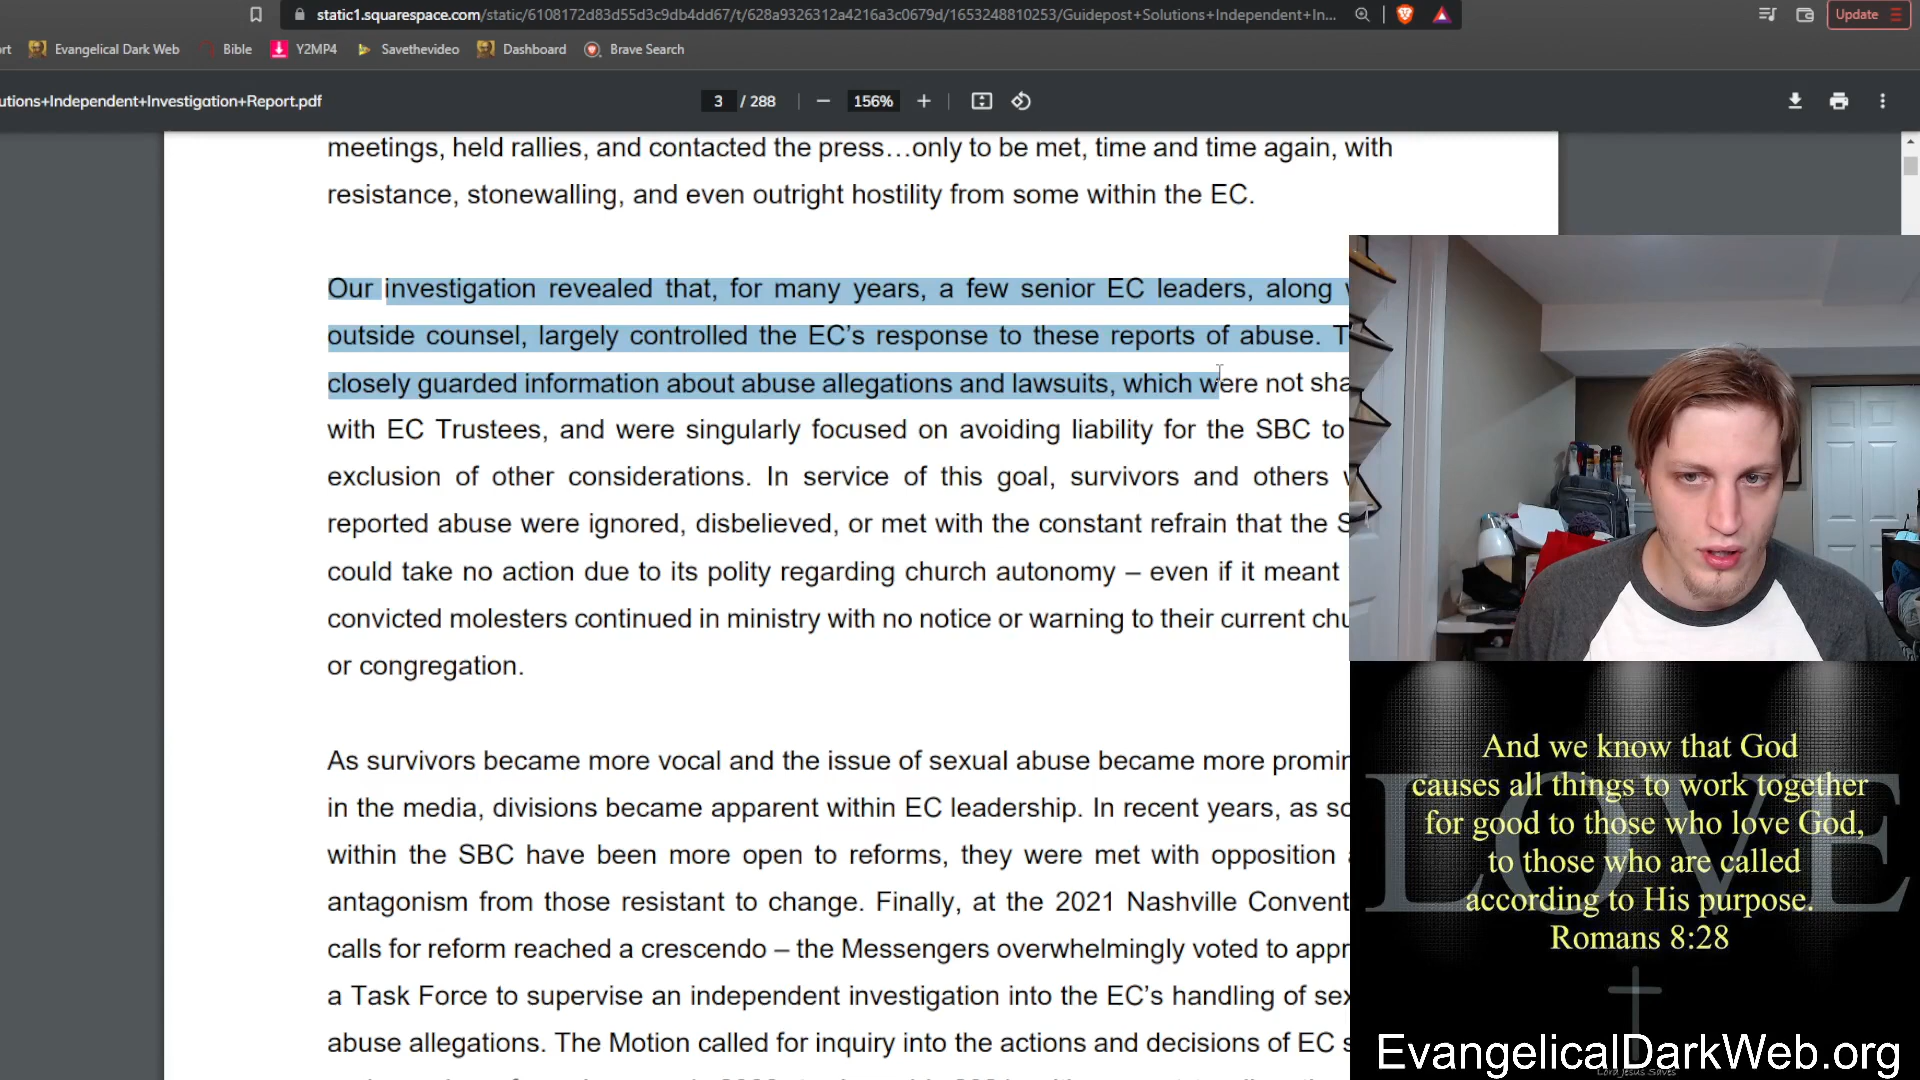 static1.squarespace.com/static/6108172d83d55d3c9db4dd67/t/628a9326312a4216a3c0679d/1653248810253/Guidepost+Solutions+Independent+In...
Update
rt Evangelical Dark Web Bible Y2MP4 Savethevideo Dashboard Brave Search
utions+Independent+Investigation+Report.pdf
3 / 288
156%
meetings, held rallies, and contacted the press…only to be met, time and time again, with
resistance, stonewalling, and even outright hostility from some within the EC.
Our investigation revealed that, for many years, a few senior EC leaders, along
outside counsel, largely controlled the EC’s response to these reports of abuse. T
closely guarded information about abuse allegations and lawsuits, which were not sha
with EC Trustees, and were singularly focused on avoiding liability for the SBC to
exclusion of other considerations. In service of this goal, survivors and others
reported abuse were ignored, disbelieved, or met with the constant refrain that the S
could take no action due to its polity regarding church autonomy – even if it meant
convicted molesters continued in ministry with no notice or warning to their current chu
or congregation.
As survivors became more vocal and the issue of sexual abuse became more promin
in the media, divisions became apparent within EC leadership. In recent years, as so
within the SBC have been more open to reforms, they were met with opposition
antagonism from those resistant to change. Finally, at the 2021 Nashville Convent
calls for reform reached a crescendo – the Messengers overwhelmingly voted to appr
a Task Force to supervise an independent investigation into the EC’s handling of sex
abuse allegations. The Motion called for inquiry into the actions and decisions of EC s
LOVE
And we know that God
causes all things to work together
for good to those who love God,
to those who are called
according to His purpose.
Romans 8:28
EvangelicalDarkWeb.org
Lord Jesus Saves